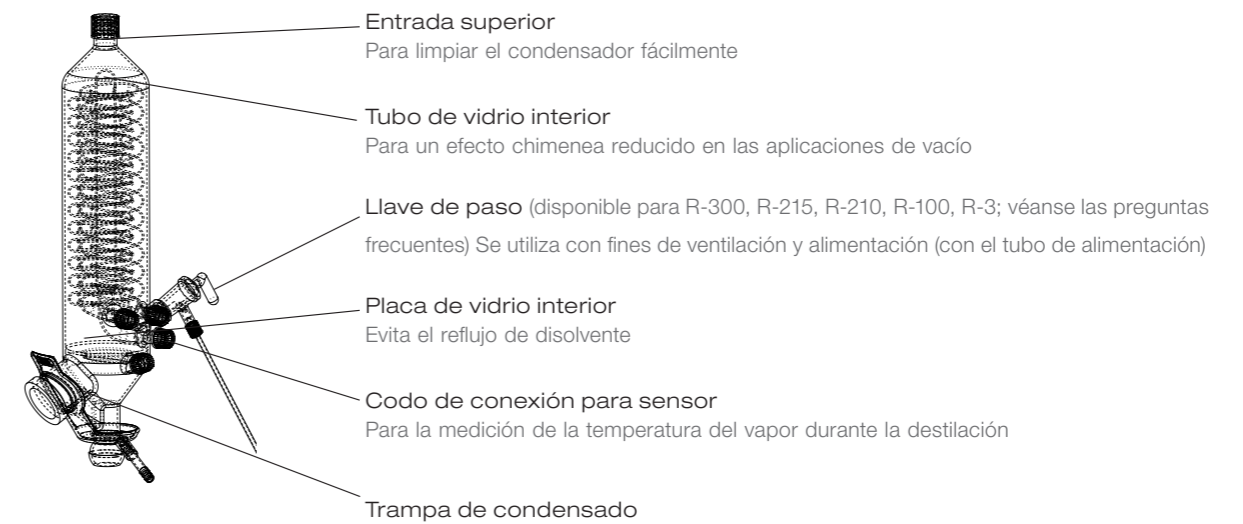 Entrada superior
Para limpiar el condensador fácilmente
Tubo de vidrio interior
Para un efecto chimenea reducido en las aplicaciones de vacío
Llave de paso (disponible para R-300, R-215, R-210, R-100, R-3; véanse las preguntas
frecuentes) Se utiliza con fines de ventilación y alimentación (con el tubo de alimentación)
Placa de vidrio interior
Evita el reflujo de disolvente
Codo de conexión para sensor
Para la medición de la temperatura del vapor durante la destilación
Trampa de condensado